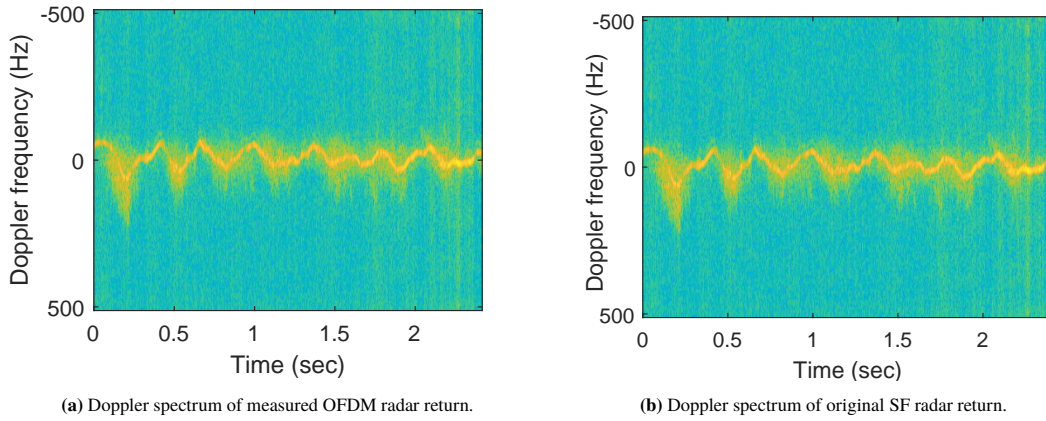 -500
0
500
Doppler frequency (Hz)
0
0.5
1
1.5
2
Time (sec)
(a) Doppler spectrum of measured OFDM radar return.
-500
0
500
Doppler frequency (Hz)
0
0.5
1
1.5
2
Time (sec)
(b) Doppler spectrum of original SF radar return.